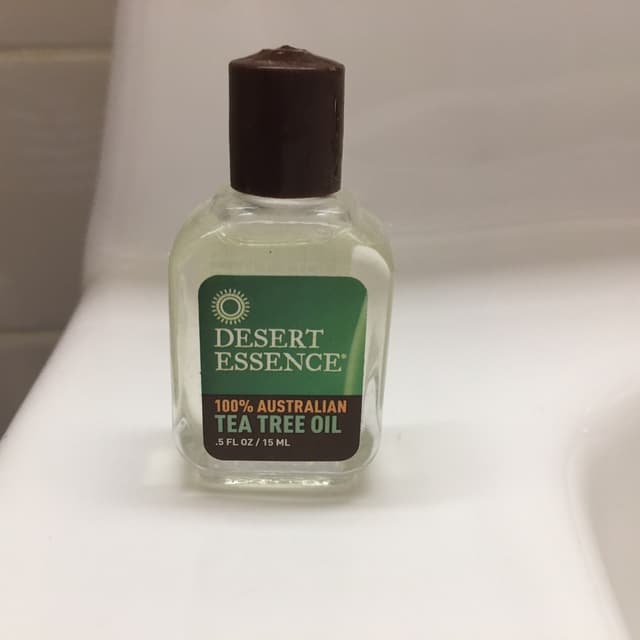 DESERT
ESSENCE®
100% AUSTRALIAN
TEA TREE OIL
.5 FL OZ / 15 ML